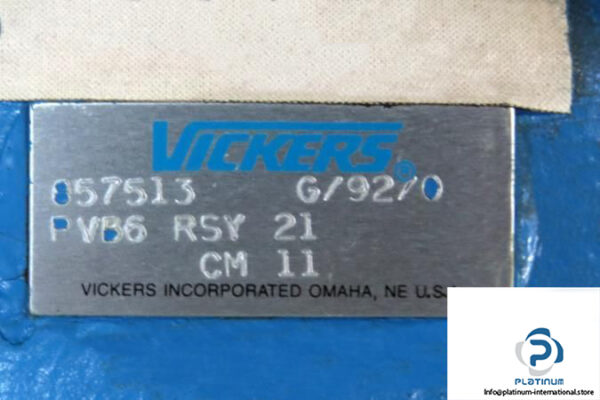 VICKERS®
857513 G/92/0
PVB6 RSY 21
CM 11
VICKERS INCORPORATED OMAHA, NE U.S.A
PLATINUM
Info@platinum-international.store